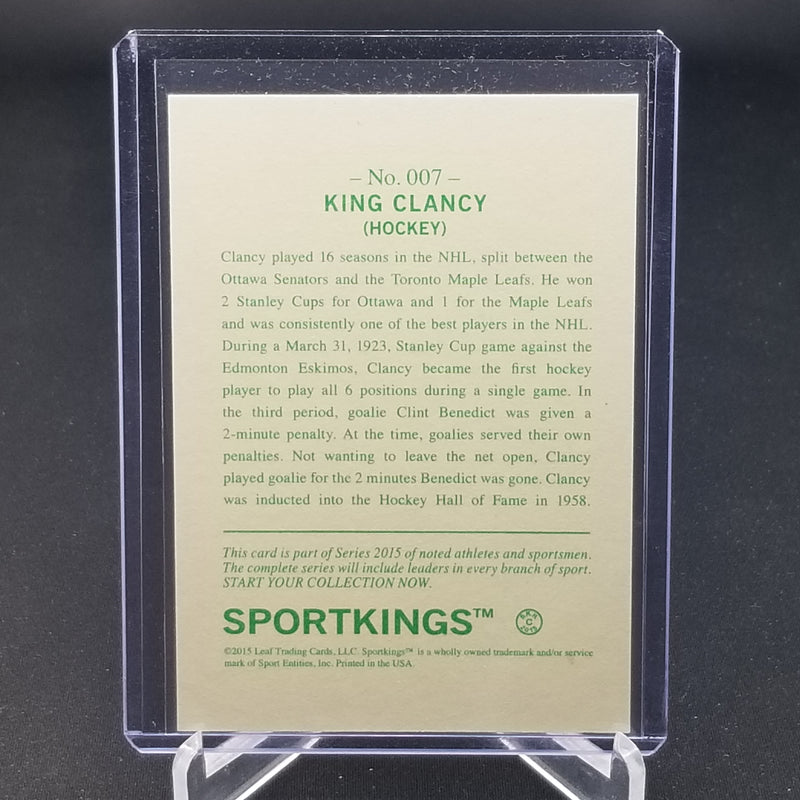 – No. 007 –
KING CLANCY
(HOCKEY)
Clancy played 16 seasons in the NHL, split between the
Ottawa Senators and the Toronto Maple Leafs. He won
2 Stanley Cups for Ottawa and 1 for the Maple Leafs
and was consistently one of the best players in the NHL.
During a March 31, 1923, Stanley Cup game against the
Edmonton Eskimos, Clancy became the first hockey
player to play all 6 positions during a single game. In
the third period, goalie Clint Benedict was given a
2-minute penalty. At the time, goalies served their own
penalties. Not wanting to leave the net open, Clancy
played goalie for the 2 minutes Benedict was gone. Clancy
was inducted into the Hockey Hall of Fame in 1958.
This card is part of Series 2015 of noted athletes and sportsmen.
The complete series will include leaders in every branch of sport.
START YOUR COLLECTION NOW.
SPORTKINGS™ C 2015
©2015 Leaf Trading Cards, LLC. Sportkings™ is a wholly owned trademark and/or service
mark of Sport Entities, Inc. Printed in the USA.